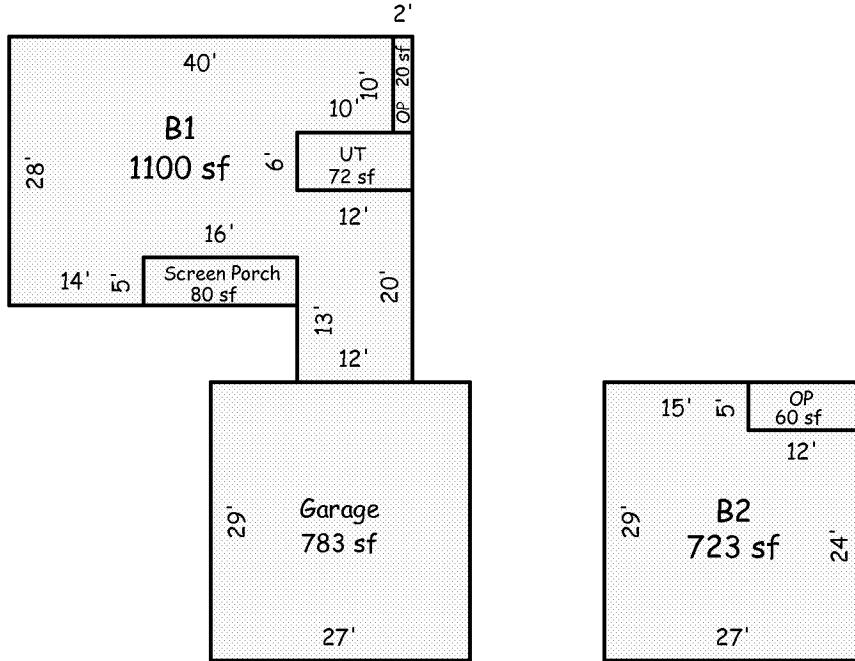 2'
40'
10'
20 sf
OP
10'
B1
1100 sf
28'
6'
UT
72 sf
12'
16'
14'
5'
Screen Porch
80 sf
20'
13'
12'
29'
Garage
783 sf
27'
15'
5'
OP
60 sf
12'
29'
B2
723 sf
24'
27'